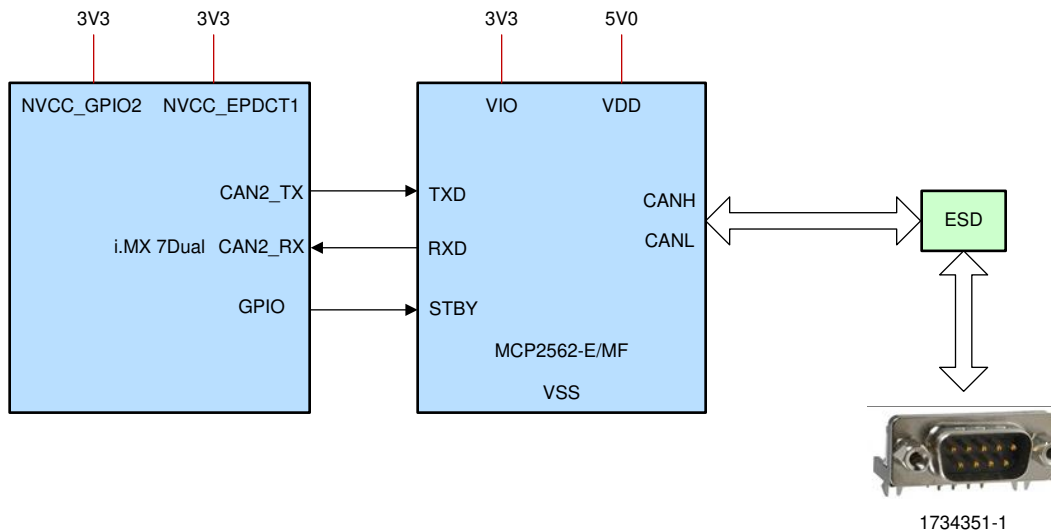 3V3 3V3 3V3 5V0
NVCC_GPIO2 NVCC_EPDCT1 VIO VDD
CAN2_TX TXD CANH
ESD
i.MX 7Dual CAN2_RX RXD CANL
GPIO STBY
MCP2562-E/MF
VSS
1734351-1